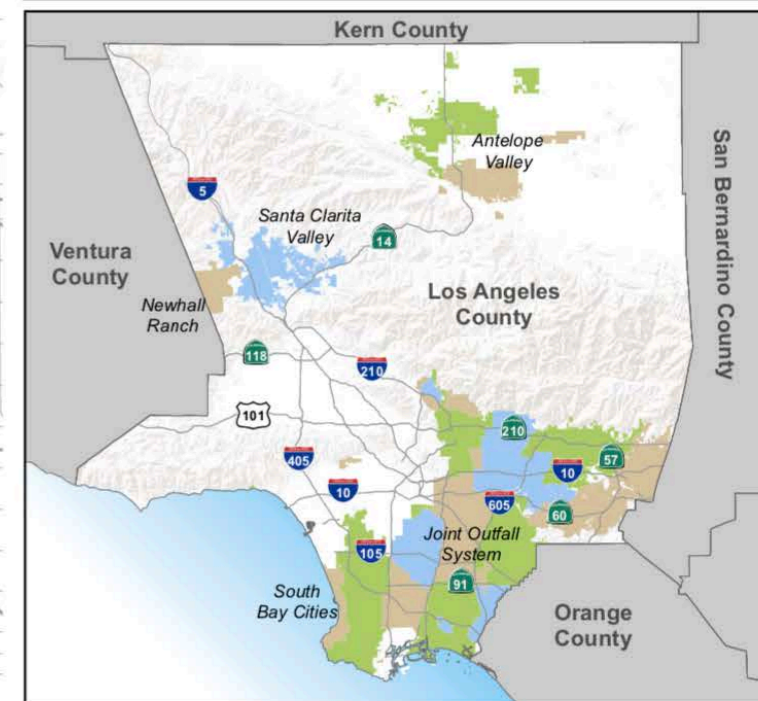 Kern County
San Bernardino County
Antelope
Valley
5
Santa Clarita
Valley
14
Ventura
County
Newhall
Ranch
Los Angeles
County
118
210
101
210
57
405
10
10
605
60
Joint Outfall
System
105
91
South
Bay Cities
Orange
County